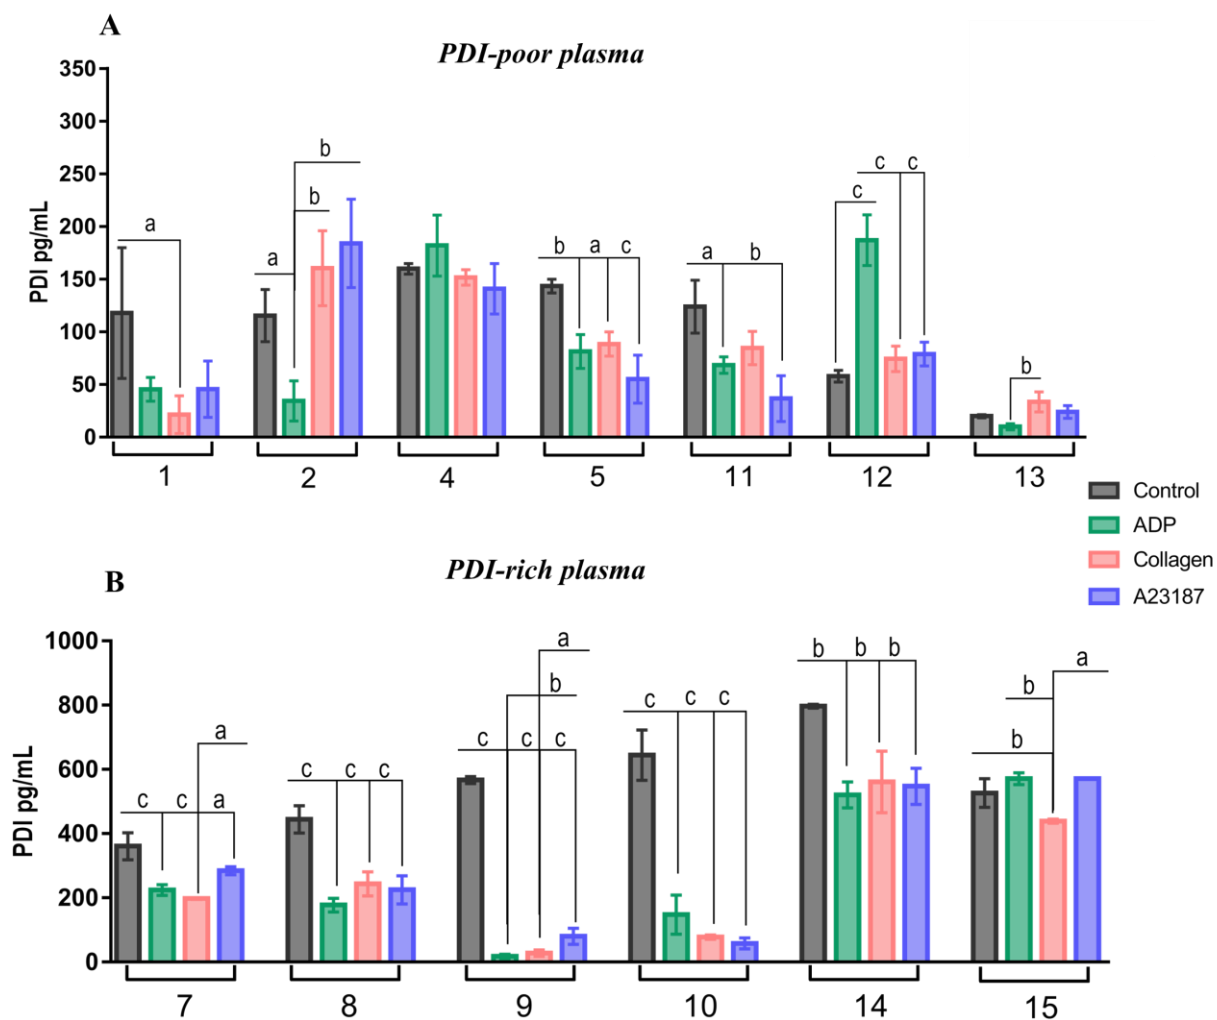 A
PDI-poor plasma
PDI pg/mL
350
300
250
200
150
100
50
0
a
a b b
b a c
a b
c c c
b
1 2 4 5 11 12 13
Control
ADP
Collagen
A23187
B
PDI-rich plasma
PDI pg/mL
1000
800
600
400
200
0
c c a a
c c c
c c c b a
c c c
b b b
b b a
7 8 9 10 14 15